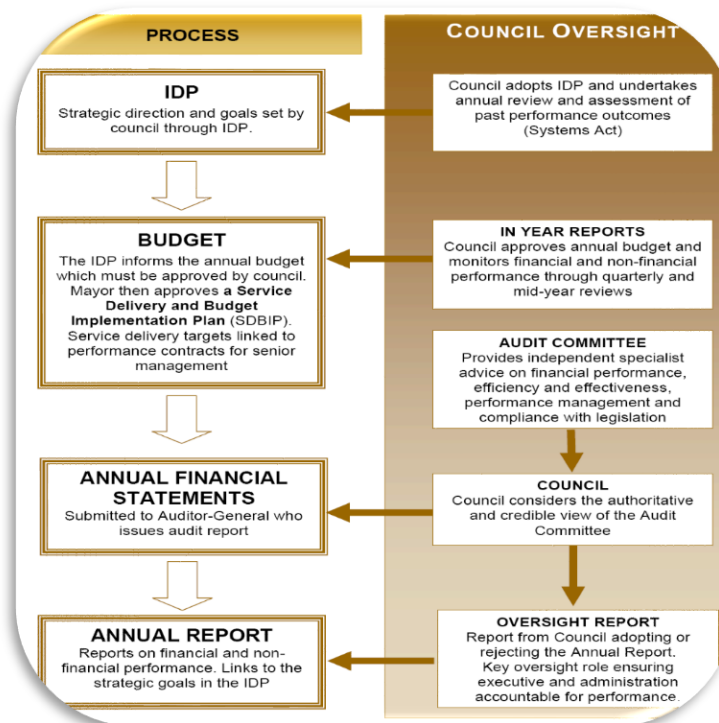 PROCESS
IDP
Strategic direction and goals set by
council through IDP.
BUDGET
The IDP informs the annual budget
which must be approved by council.
Mayor then approves a Service
Delivery and Budget
Implementation Plan (SDBIP).
Service delivery targets linked to
performance contracts for senior
management
ANNUAL FINANCIAL
STATEMENTS
Submitted to Auditor-General who
issues audit report
ANNUAL REPORT
Reports on financial and non-
financial performance. Links to the
strategic goals in the IDP
COUNCIL OVERSIGHT
Council adopts IDP and undertakes
annual review and assessment of
past performance outcomes
(Systems Act)
IN YEAR REPORTS
Council approves annual budget and
monitors financial and non-financial
performance through quarterly and
mid-year reviews
AUDIT COMMITTEE
Provides independent specialist
advice on financial performance,
efficiency and effectiveness,
performance management and
compliance with legislation
COUNCIL
Council considers the authoritative
and credible view of the Audit
Committee
OVERSIGHT REPORT
Report from Council adopting or
rejecting the Annual Report.
Key oversight role ensuring
executive and administration
accountable for performance.